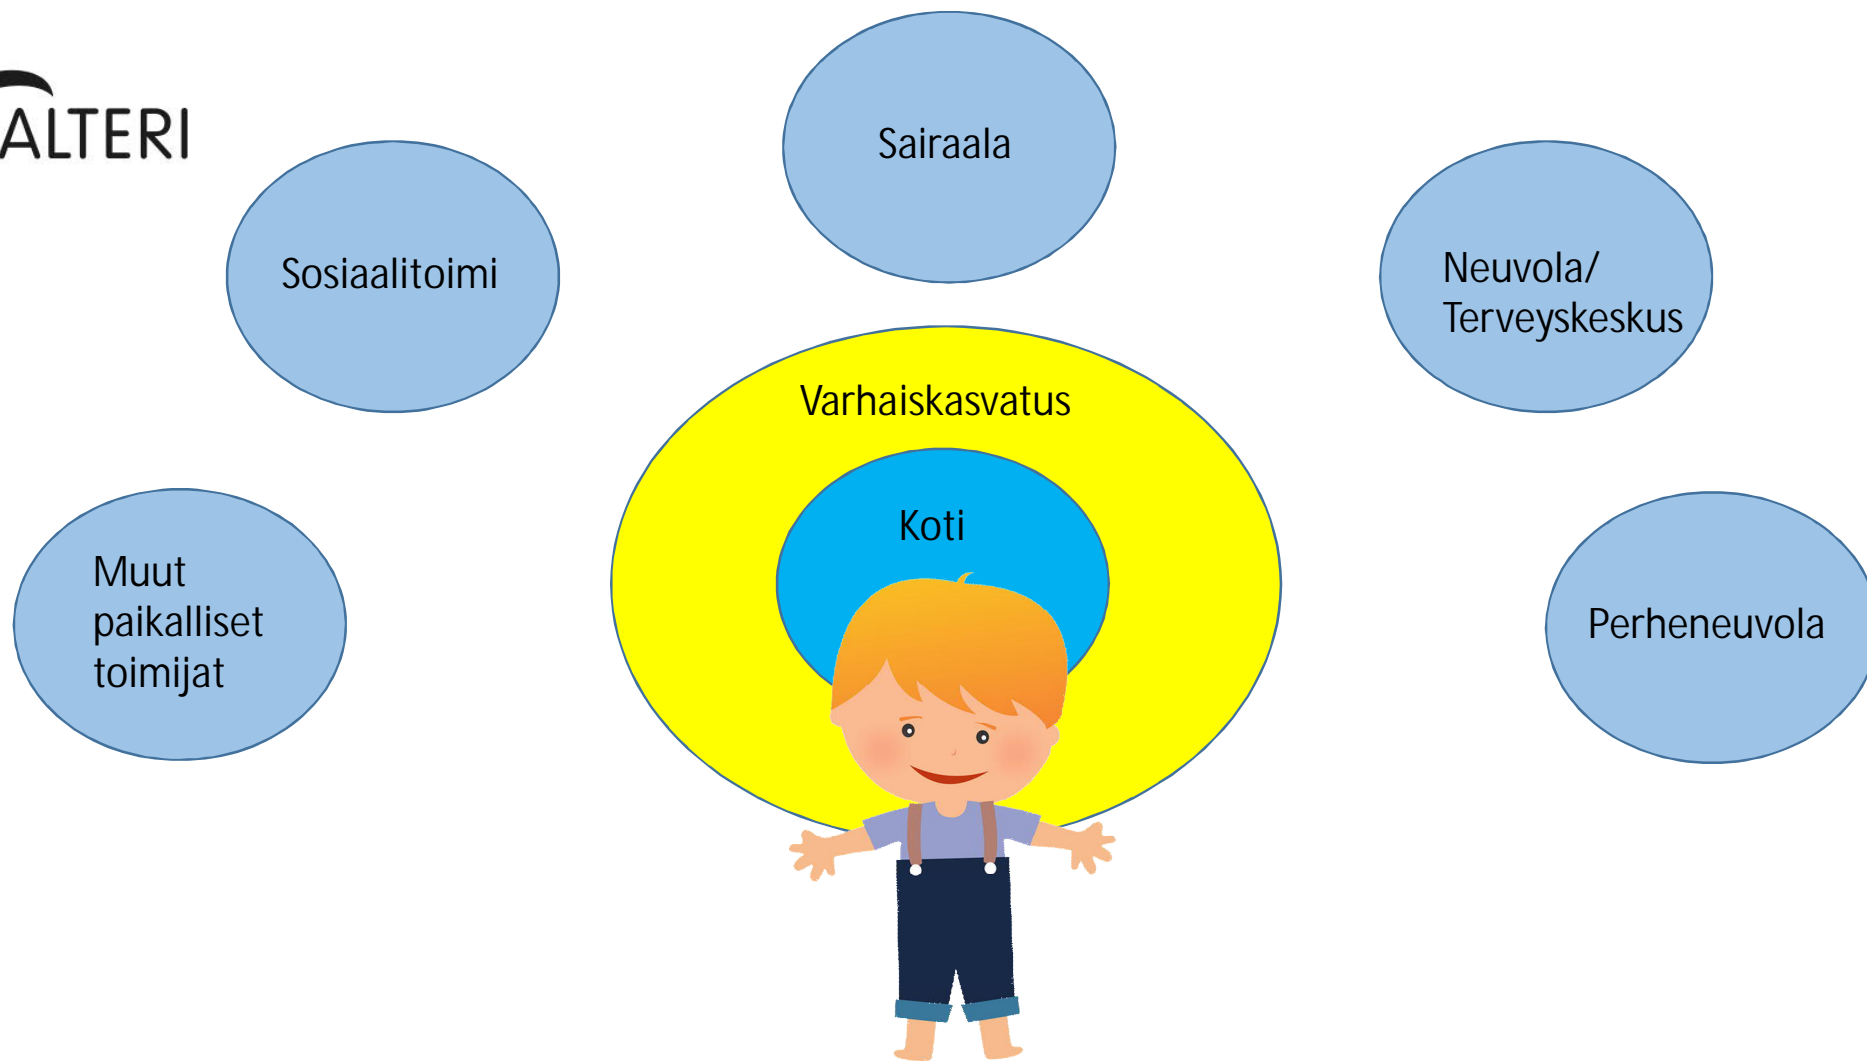 ALTERI
Sairaala
Sosiaalitoimi
Neuvola/
Terveyskeskus
Varhaiskasvatus
Koti
Muut
paikalliset
toimijat
Perheneuvola